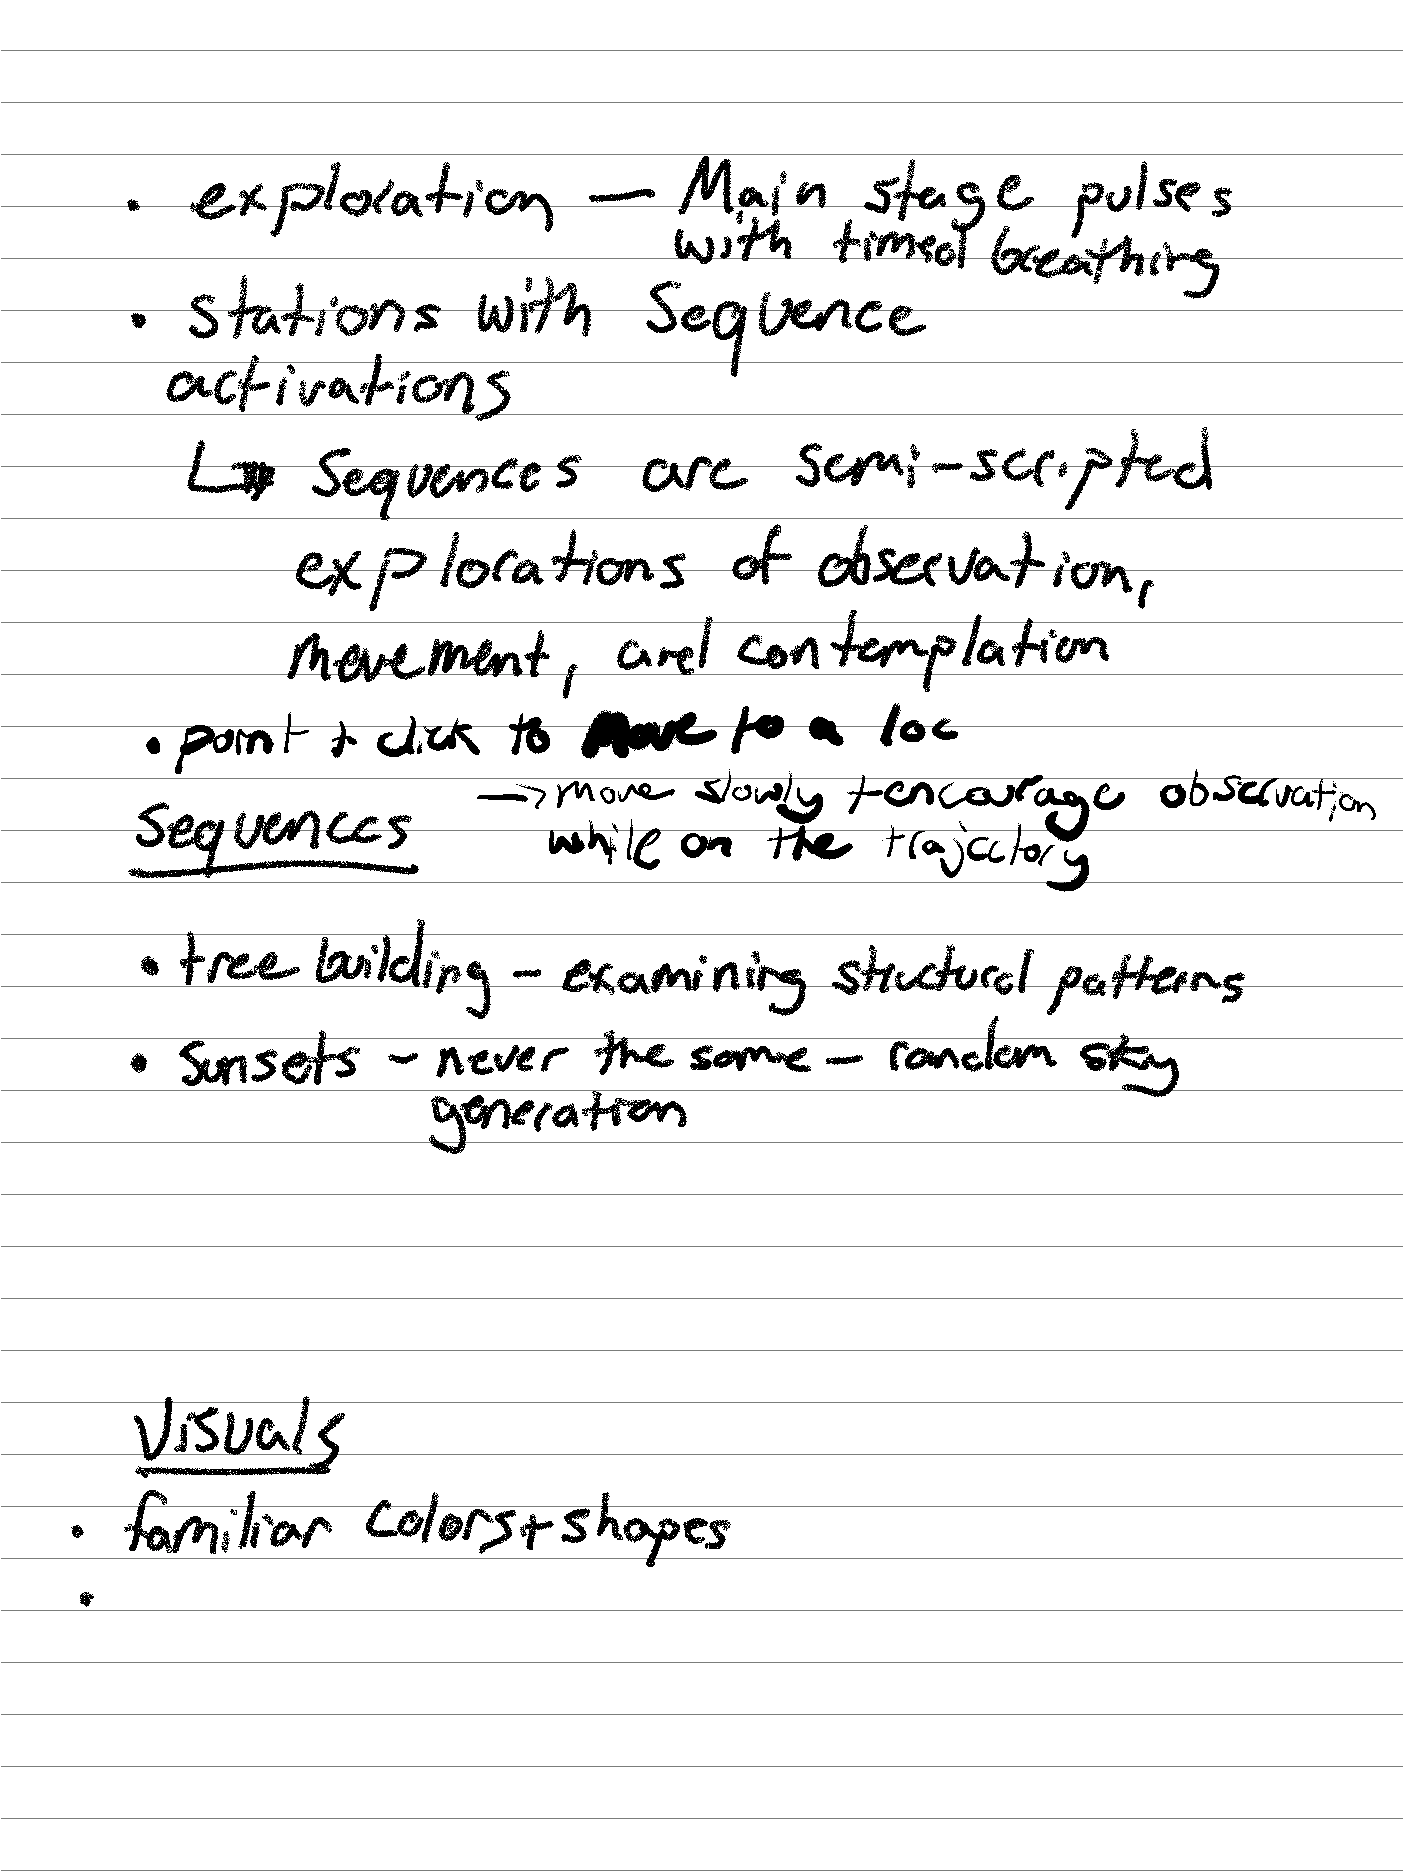 • exploration — Main stage pulses
with timed breathing
• stations with Sequence
activations
↳ Sequences are semi-scripted
explorations of observation,
movement, and contemplation
• point + click to move to a loc
→ move slowly + encourage observation
while on the trajectory
Sequences
• tree building - examining structural patterns
• sunsets - never the same - random sky
generation
Visuals
• familiar colors + shapes
•